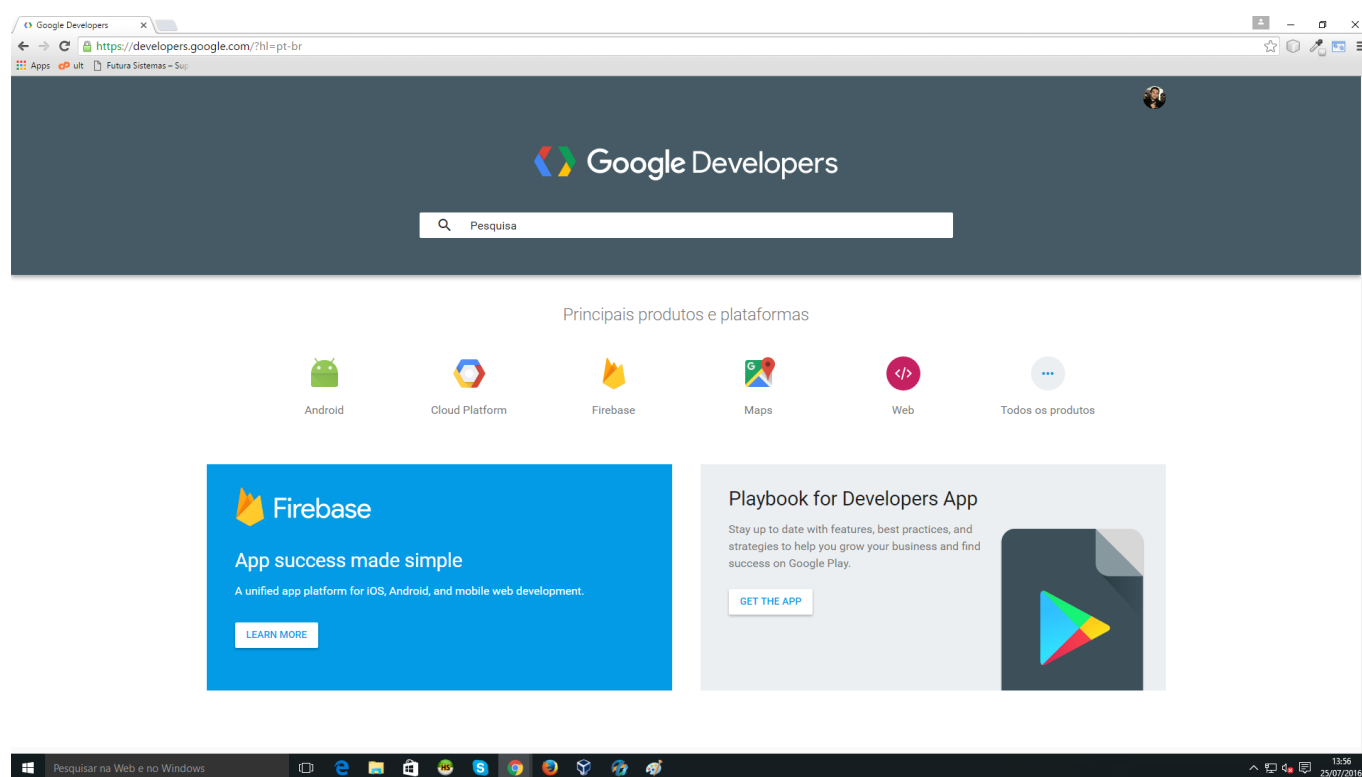 Google Developers
https://developers.google.com/?hl=pt-br
Apps
ult
Futura Sistemas – Sup
Google Developers
Pesquisa
Principais produtos e plataformas
Android
Cloud Platform
Firebase
Maps
Web
Todos os produtos
Firebase
App success made simple
A unified app platform for iOS, Android, and mobile web development.
LEARN MORE
Playbook for Developers App
Stay up to date with features, best practices, and
strategies to help you grow your business and find
success on Google Play.
GET THE APP
Pesquisar na Web e no Windows
13:56
25/07/2016